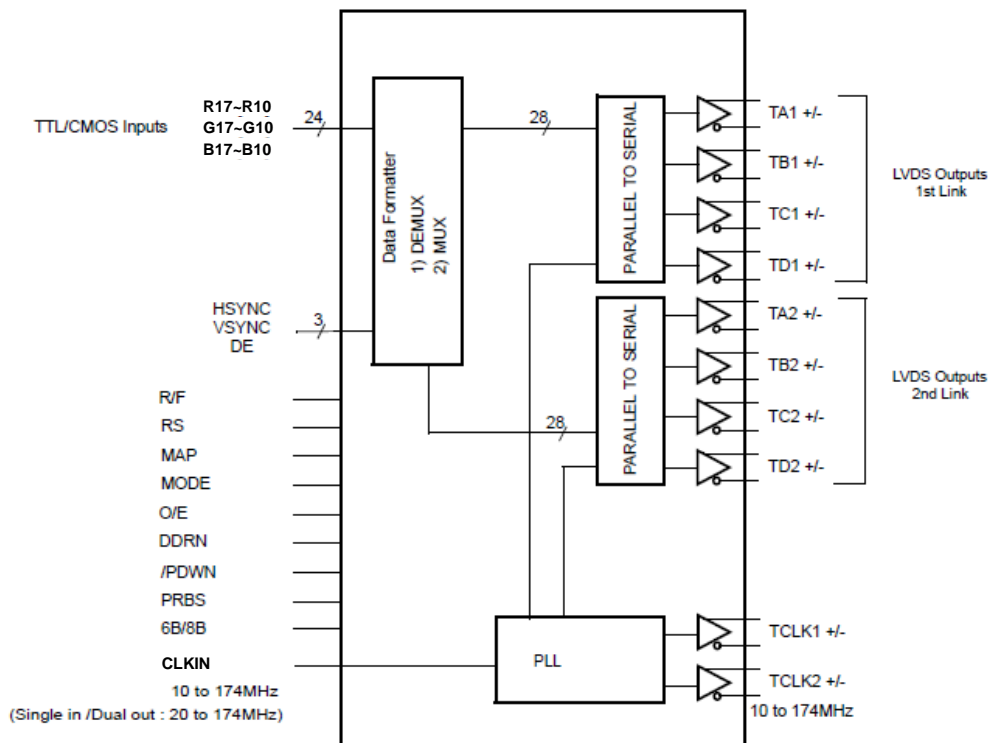 R17~R10
TTL/CMOS Inputs
G17~G10
B17~B10
24
Data Formatter
1) DEMUX
2) MUX
28
PARALLEL TO SERIAL
TA1 +/-
TB1 +/-
TC1 +/-
TD1 +/-
LVDS Outputs
1st Link
HSYNC
VSYNC
DE
3
28
PARALLEL TO SERIAL
TA2 +/-
TB2 +/-
TC2 +/-
TD2 +/-
LVDS Outputs
2nd Link
R/F
RS
MAP
MODE
O/E
DDRN
/PDWN
PRBS
6B/8B
CLKIN
10 to 174MHz
(Single in /Dual out : 20 to 174MHz)
PLL
TCLK1 +/-
TCLK2 +/-
10 to 174MHz